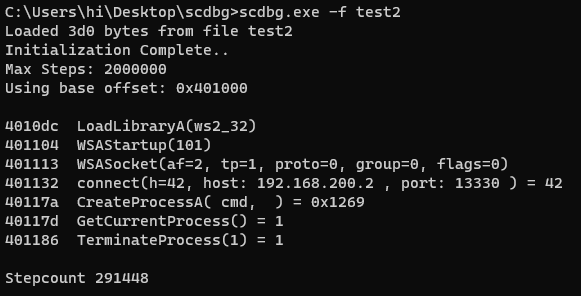 C:\Users\hi\Desktop\scdbg>scdbg.exe -f test2
Loaded 3d0 bytes from file test2
Initialization Complete..
Max Steps: 2000000
Using base offset: 0x401000
4010dc  LoadLibraryA(ws2_32)
401104  WSAStartup(101)
401113  WSASocket(af=2, tp=1, proto=0, group=0, flags=0)
401132  connect(h=42, host: 192.168.200.2 , port: 13330 ) = 42
40117a  CreateProcessA( cmd,  ) = 0x1269
40117d  GetCurrentProcess() = 1
401186  TerminateProcess(1) = 1
Stepcount 291448